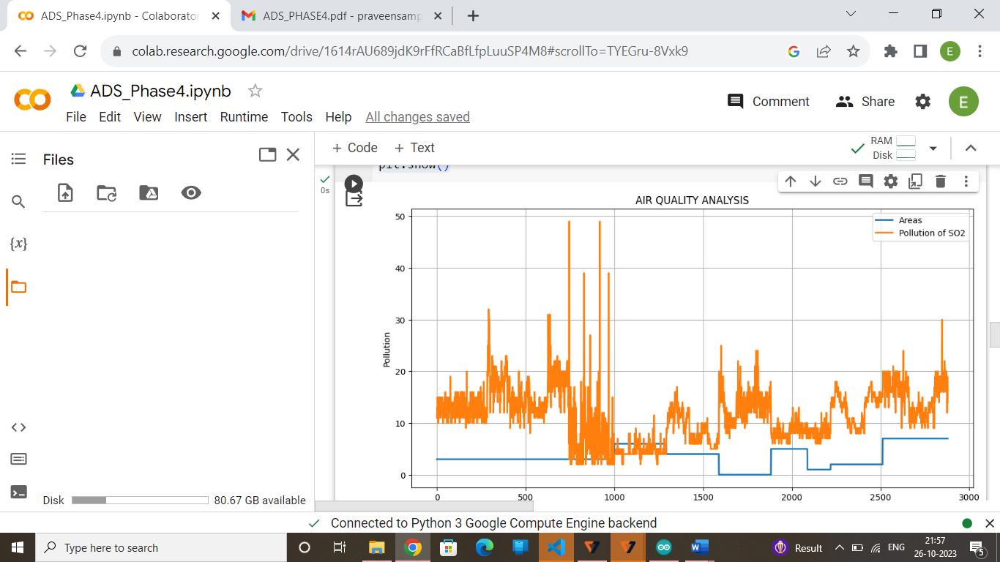 ADS_Phase4.ipynb - Colaborator
ADS_PHASE4.pdf - praveensamp
colab.research.google.com/drive/1614rAU689jdK9rFfRCaBfLfpLuuSP4M8#scrollTo=TYEGru-8Vxk9
E
ADS_Phase4.ipynb
File Edit View Insert Runtime Tools Help All changes saved
Comment
Share
E
Files
+ Code + Text
RAM
Disk
{x}
plt.show()
0s
AIR QUALITY ANALYSIS
Areas
Pollution of SO2
Pollution
50
40
30
20
10
0
0 500 1000 1500 2000 2500 3000
Disk 80.67 GB available
Connected to Python 3 Google Compute Engine backend
Type here to search
Result
ENG
21:57
26-10-2023
5